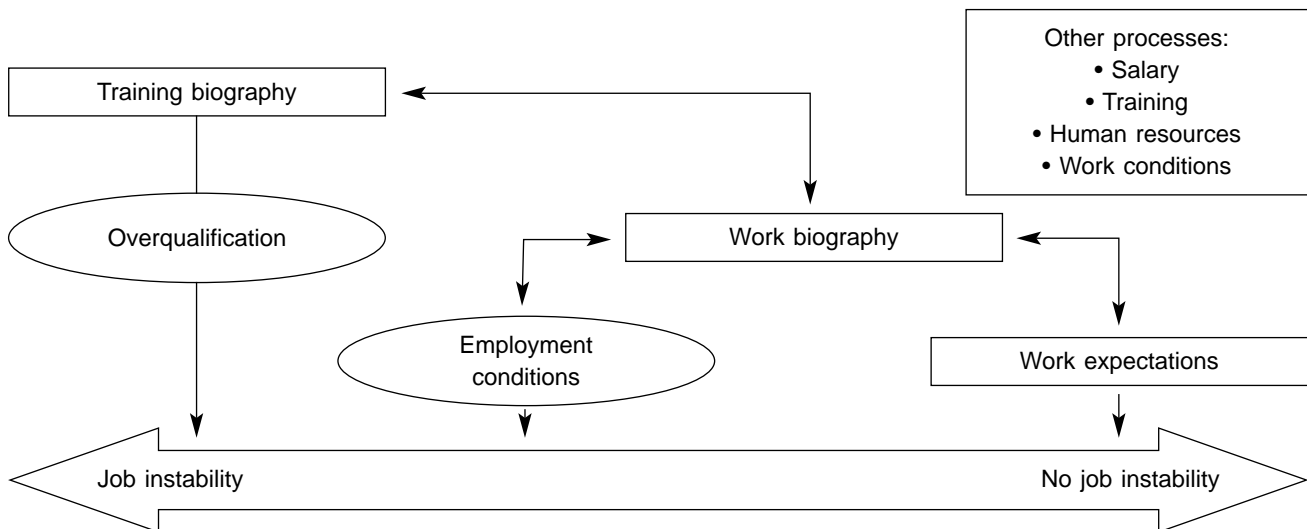 Other processes:
• Salary
• Training
• Human resources
• Work conditions
Training biography
Overqualification
Work biography
Employment
conditions
Work expectations
Job instability
No job instability